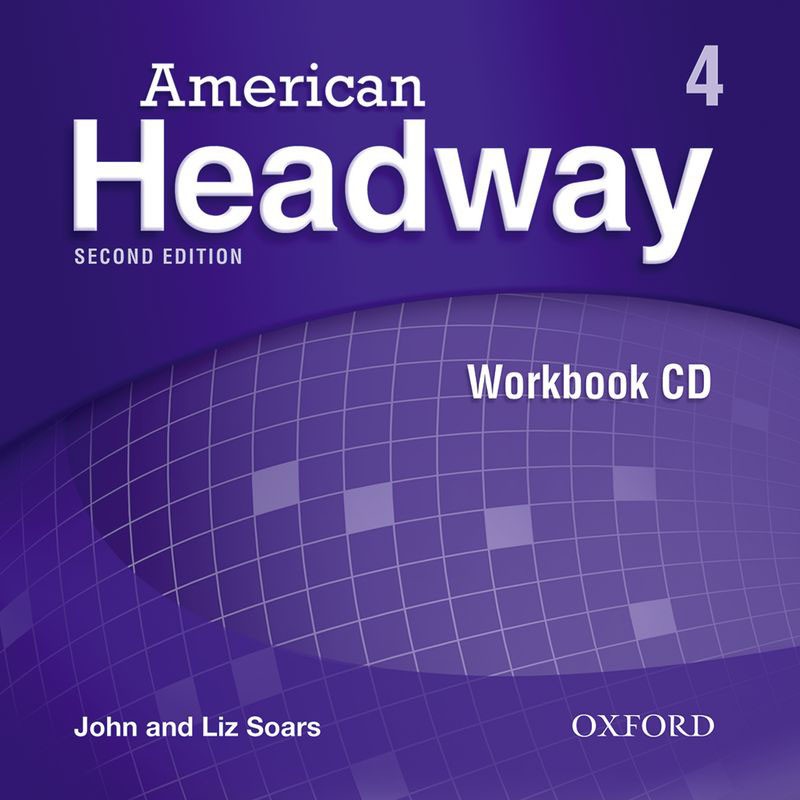 American
4
Headway
SECOND EDITION
Workbook CD
John and Liz Soars
OXFORD